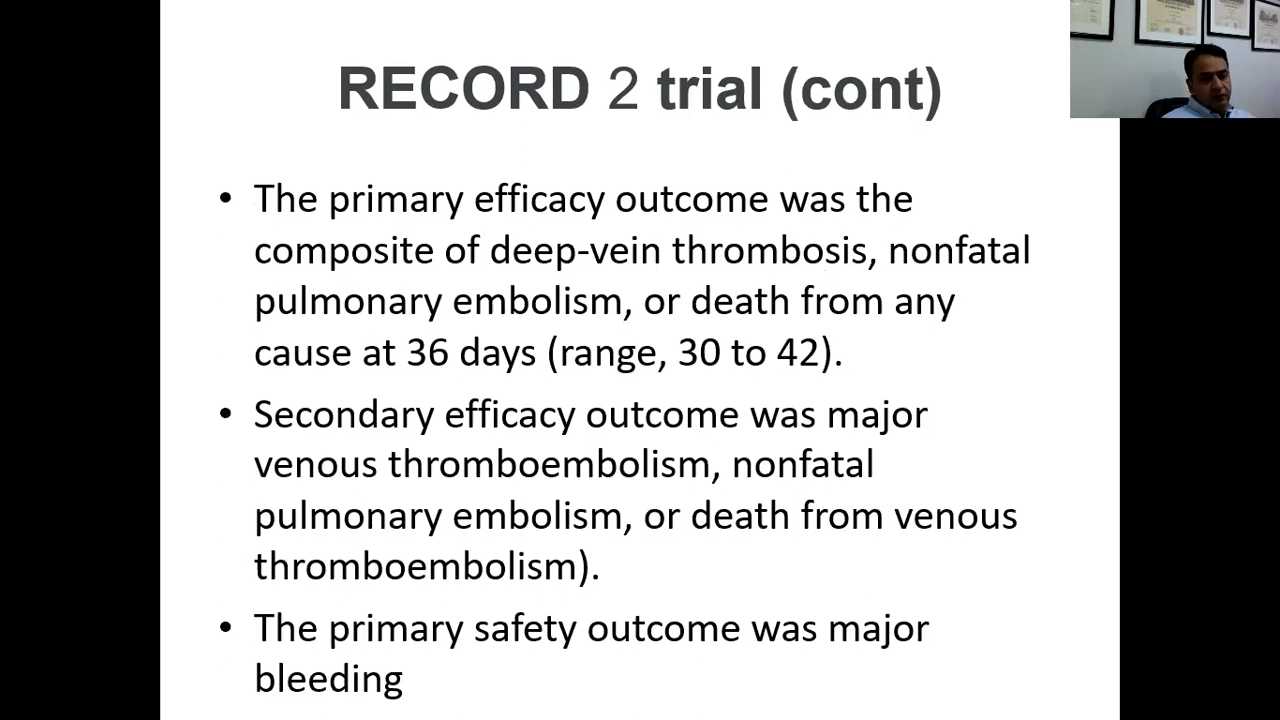 RECORD 2 trial (cont)
• The primary efficacy outcome was the
composite of deep-vein thrombosis, nonfatal
pulmonary embolism, or death from any
cause at 36 days (range, 30 to 42).
• Secondary efficacy outcome was major
venous thromboembolism, nonfatal
pulmonary embolism, or death from venous
thromboembolism).
• The primary safety outcome was major
bleeding